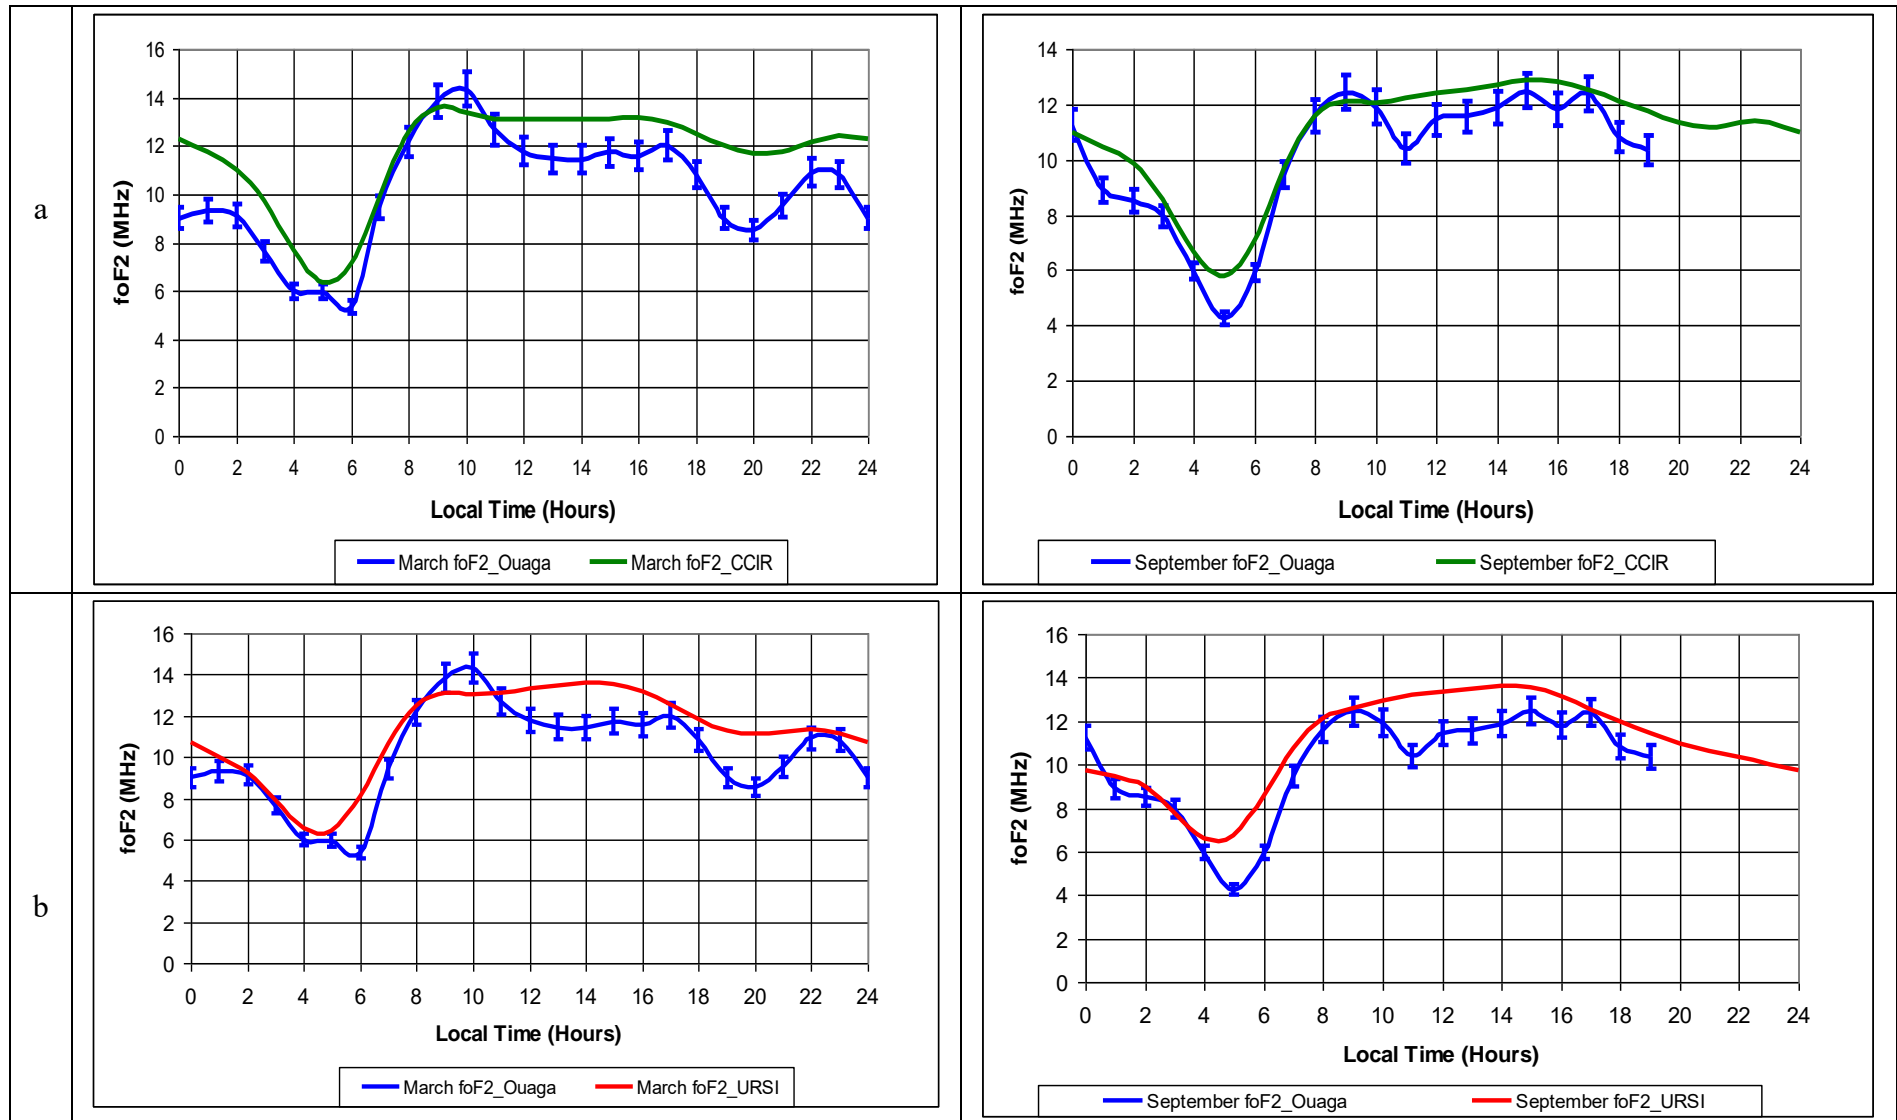 a
16
14
12
10
8
6
4
2
0
foF2 (MHz)
0 2 4 6 8 10 12 14 16 18 20 22 24
Local Time (Hours)
March foF2_Ouaga March foF2_CCIR
14
12
10
8
6
4
2
0
foF2 (MHz)
0 2 4 6 8 10 12 14 16 18 20 22 24
Local Time (Hours)
September foF2_Ouaga September foF2_CCIR
b
16
14
12
10
8
6
4
2
0
foF2 (MHz)
0 2 4 6 8 10 12 14 16 18 20 22 24
Local Time (Hours)
March foF2_Ouaga March foF2_URSI
16
14
12
10
8
6
4
2
0
foF2 (MHz)
0 2 4 6 8 10 12 14 16 18 20 22 24
Local Time (Hours)
September foF2_Ouaga September foF2_URSI